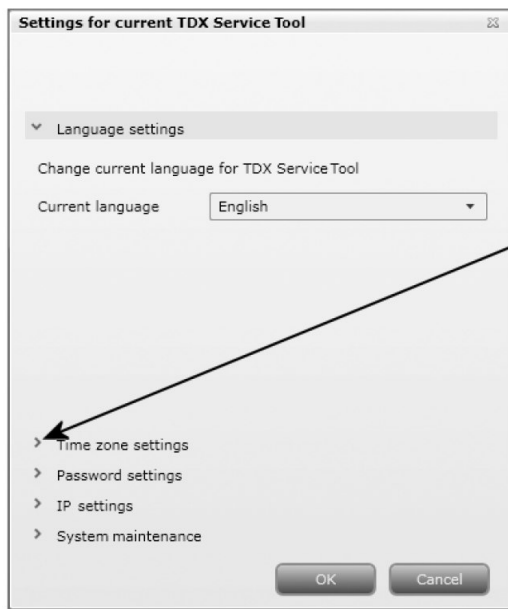 Settings for current TDX Service Tool
Language settings
Change current language for TDX Service Tool
Current language English
Time zone settings
Password settings
IP settings
System maintenance
OK Cancel